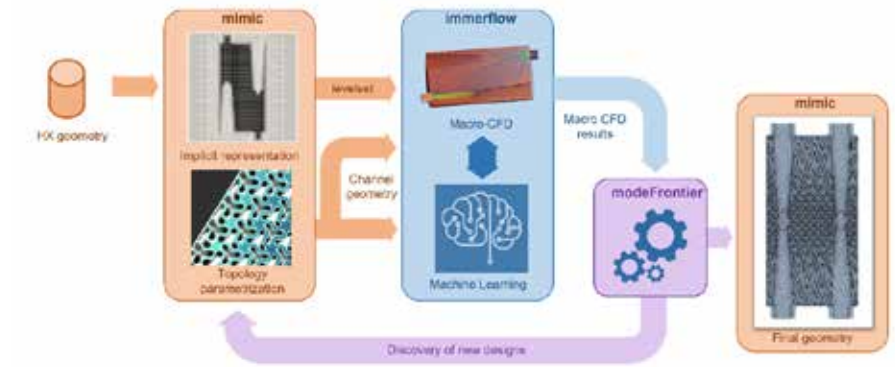 mimic
immerflow
HX geometry
levelset
Implicit representation
Channel
geometry
Topology
parametrization
Macro-CFD
Machine Learning
Macro CFD
results
modeFrontier
mimic
Final geometry
Discovery of new designs